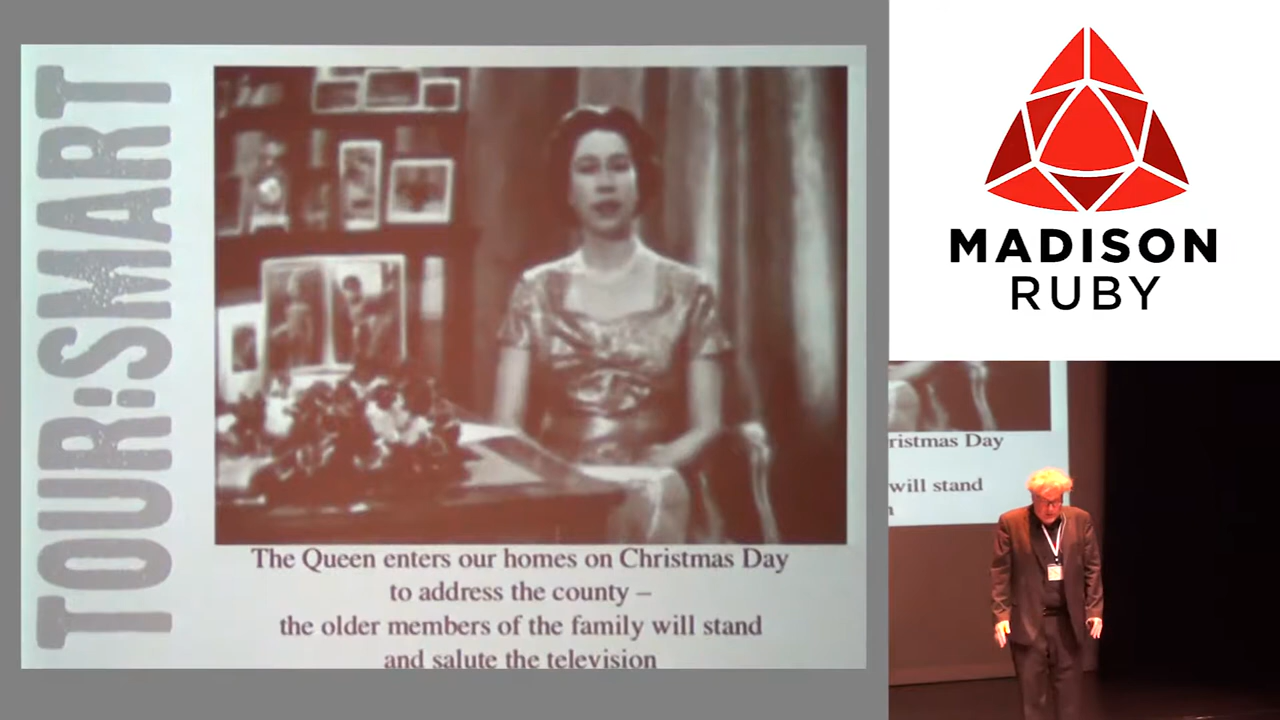 TOUR:SMART
The Queen enters our homes on Christmas Day
to address the county –
the older members of the family will stand
and salute the television
MADISON
RUBY
ristmas Day
will stand